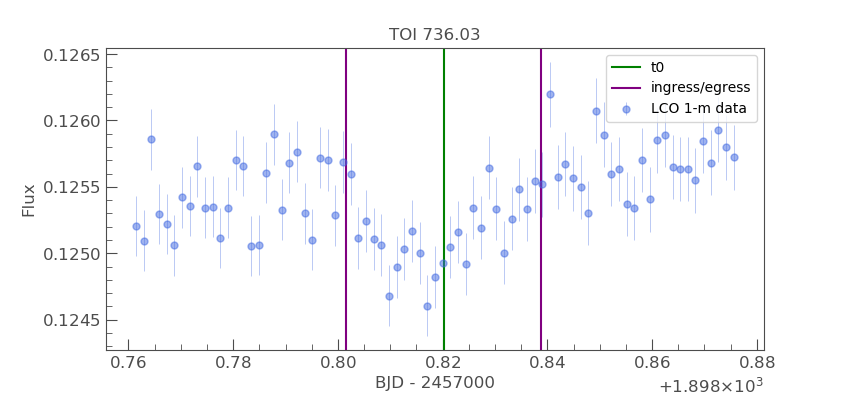 TOI 736.03
0.1265
0.1260
0.1255
0.1250
0.1245
Flux
t0
ingress/egress
LCO 1-m data
0.76 0.78 0.80 0.82 0.84 0.86 0.88
BJD - 2457000
+1.898×10³